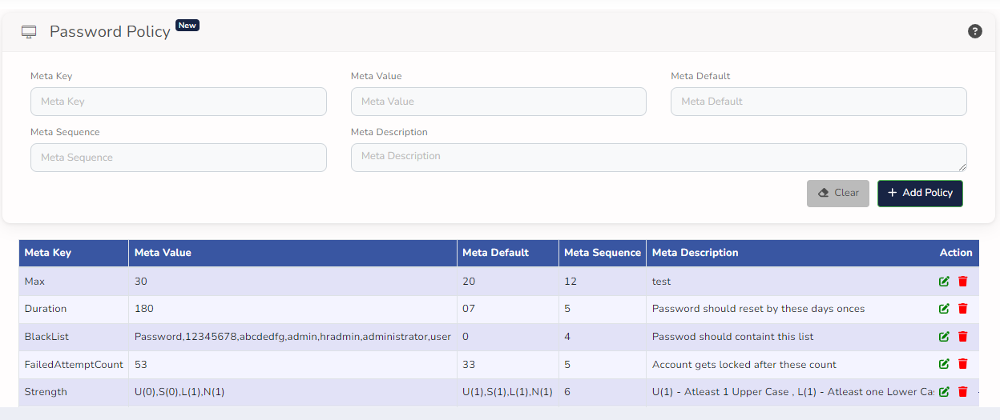 Password Policy New
?
Meta Key Meta Value Meta Default
Meta Key Meta Value Meta Default
Meta Sequence Meta Description
Meta Sequence Meta Description
Clear + Add Policy
Meta Key Meta Value Meta Default Meta Sequence Meta Description Action
Max 30 20 12 test
Duration 180 07 5 Password should reset by these days onces
BlackList Password,12345678,abcdedfg,admin,hradmin,administrator,user 0 4 Passwod should containt this list
FailedAttemptCount 53 33 5 Account gets locked after these count
Strength U(0),S(0),L(1),N(1) U(1),S(1),L(1),N(1) 6 U(1) - Atleast 1 Upper Case , L(1) - Atleast one Lower